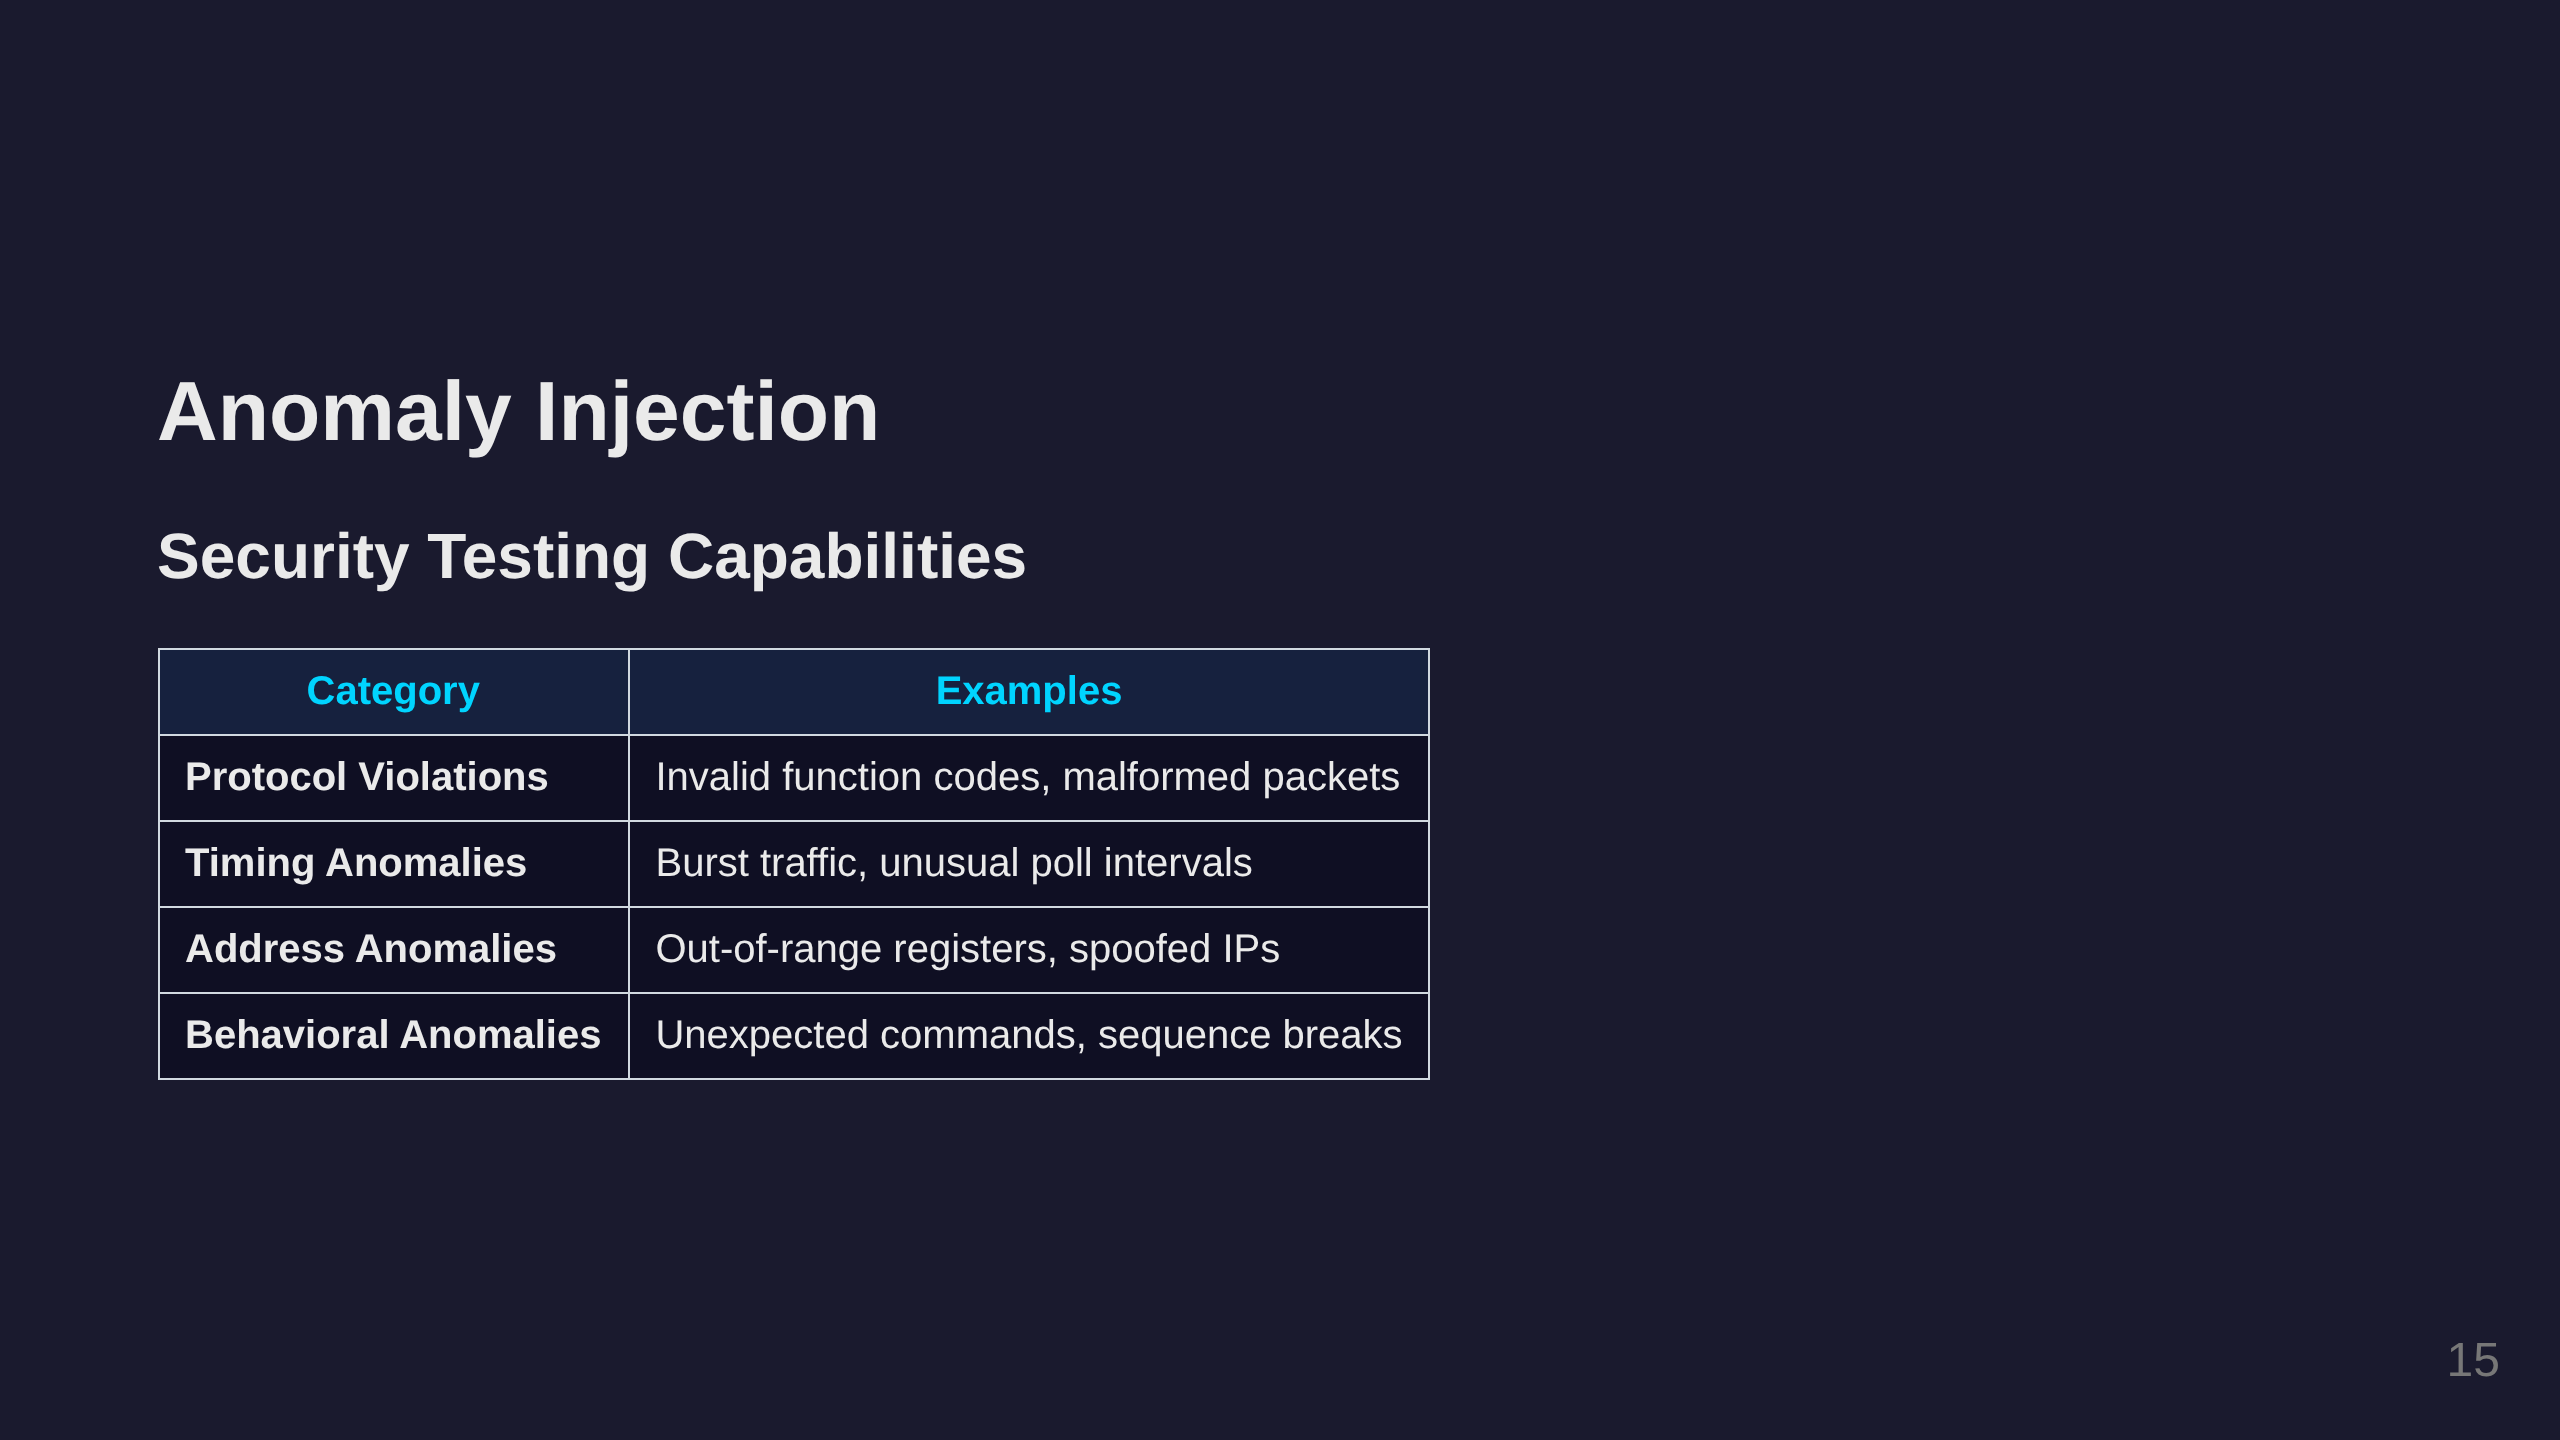 Anomaly Injection
Security Testing Capabilities
Category Examples
Protocol Violations Invalid function codes, malformed packets
Timing Anomalies Burst traffic, unusual poll intervals
Address Anomalies Out-of-range registers, spoofed IPs
Behavioral Anomalies Unexpected commands, sequence breaks
15